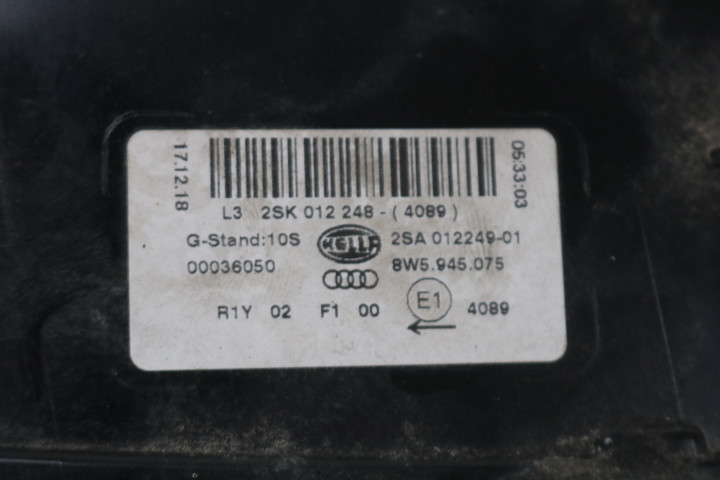 17.12.18
05:33:03
L3 2SK 012 248 - ( 4089 )
G-Stand:10S HELLA 2SA 012249-01
00036050 8W5.945.075
R1Y 02 F1 00 E1 4089